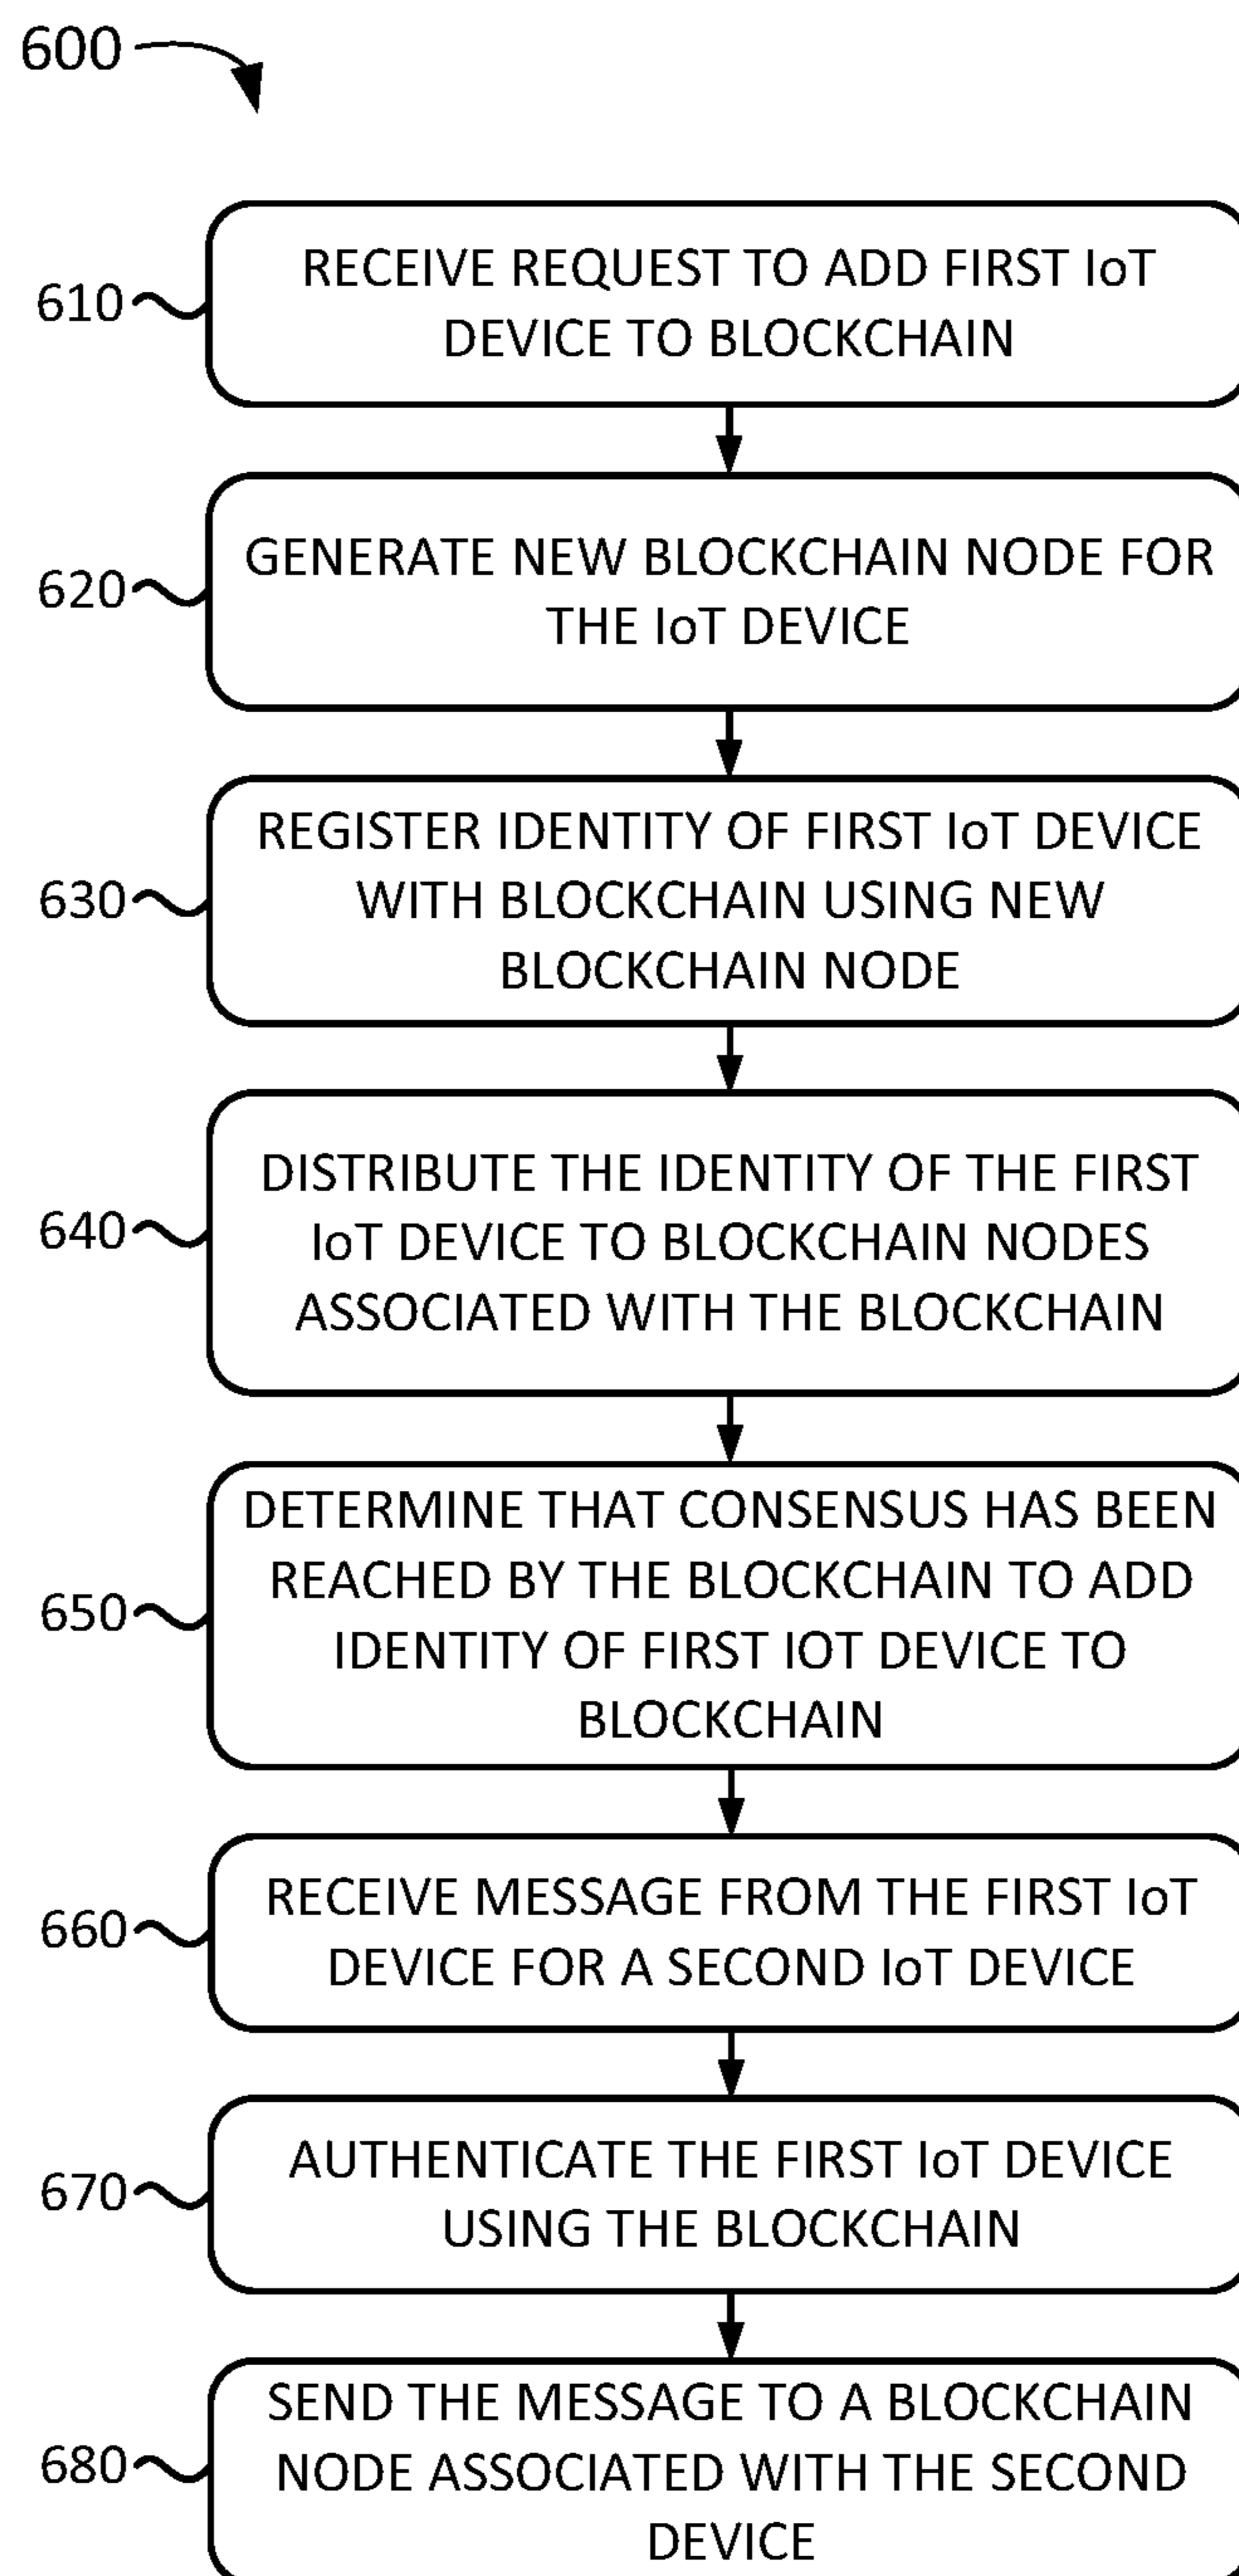 600
610
RECEIVE REQUEST TO ADD FIRST IoT
DEVICE TO BLOCKCHAIN
620
GENERATE NEW BLOCKCHAIN NODE FOR
THE IoT DEVICE
630
REGISTER IDENTITY OF FIRST IoT DEVICE
WITH BLOCKCHAIN USING NEW
BLOCKCHAIN NODE
640
DISTRIBUTE THE IDENTITY OF THE FIRST
IoT DEVICE TO BLOCKCHAIN NODES
ASSOCIATED WITH THE BLOCKCHAIN
650
DETERMINE THAT CONSENSUS HAS BEEN
REACHED BY THE BLOCKCHAIN TO ADD
IDENTITY OF FIRST IOT DEVICE TO
BLOCKCHAIN
660
RECEIVE MESSAGE FROM THE FIRST IoT
DEVICE FOR A SECOND IoT DEVICE
670
AUTHENTICATE THE FIRST IoT DEVICE
USING THE BLOCKCHAIN
680
SEND THE MESSAGE TO A BLOCKCHAIN
NODE ASSOCIATED WITH THE SECOND
DEVICE